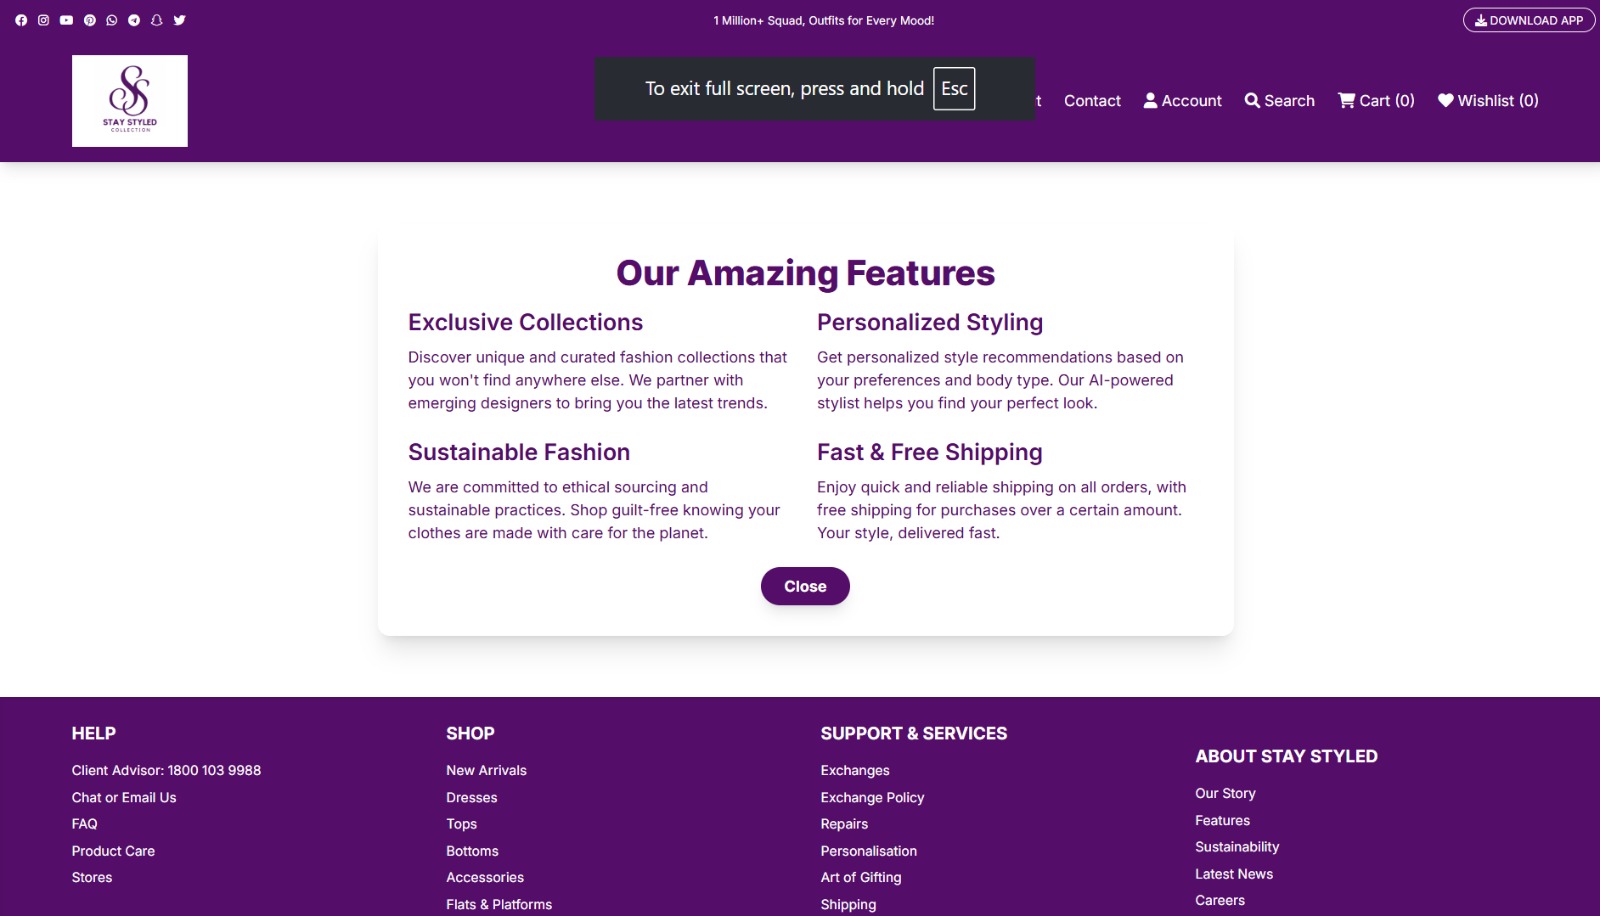 1 Million+ Squad, Outfits for Every Mood!
DOWNLOAD APP
SS
STAY STYLED
COLLECTION
To exit full screen, press and hold Esc
t
Contact
Account
Search
Cart (0)
Wishlist (0)
Our Amazing Features
Exclusive Collections
Discover unique and curated fashion collections that
you won't find anywhere else. We partner with
emerging designers to bring you the latest trends.
Personalized Styling
Get personalized style recommendations based on
your preferences and body type. Our AI-powered
stylist helps you find your perfect look.
Sustainable Fashion
We are committed to ethical sourcing and
sustainable practices. Shop guilt-free knowing your
clothes are made with care for the planet.
Fast & Free Shipping
Enjoy quick and reliable shipping on all orders, with
free shipping for purchases over a certain amount.
Your style, delivered fast.
Close
HELP
Client Advisor: 1800 103 9988
Chat or Email Us
FAQ
Product Care
Stores
SHOP
New Arrivals
Dresses
Tops
Bottoms
Accessories
Flats & Platforms
SUPPORT & SERVICES
Exchanges
Exchange Policy
Repairs
Personalisation
Art of Gifting
Shipping
ABOUT STAY STYLED
Our Story
Features
Sustainability
Latest News
Careers